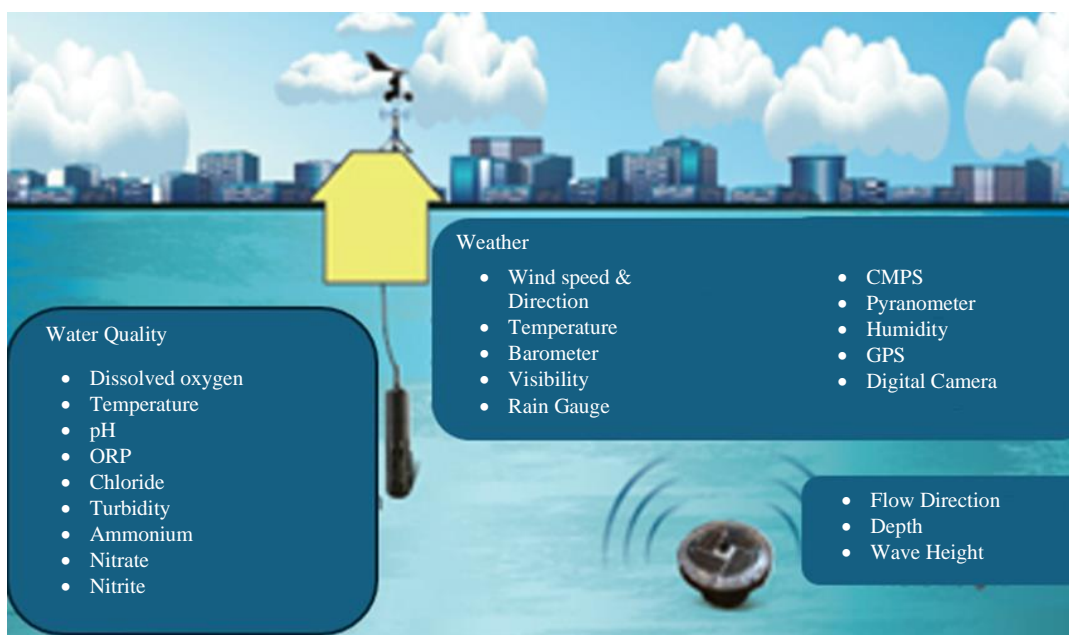 Weather
• Wind speed &
Direction
• Temperature
• Barometer
• Visibility
• Rain Gauge
• CMPS
• Pyranometer
• Humidity
• GPS
• Digital Camera
Water Quality
• Dissolved oxygen
• Temperature
• pH
• ORP
• Chloride
• Turbidity
• Ammonium
• Nitrate
• Nitrite
• Flow Direction
• Depth
• Wave Height